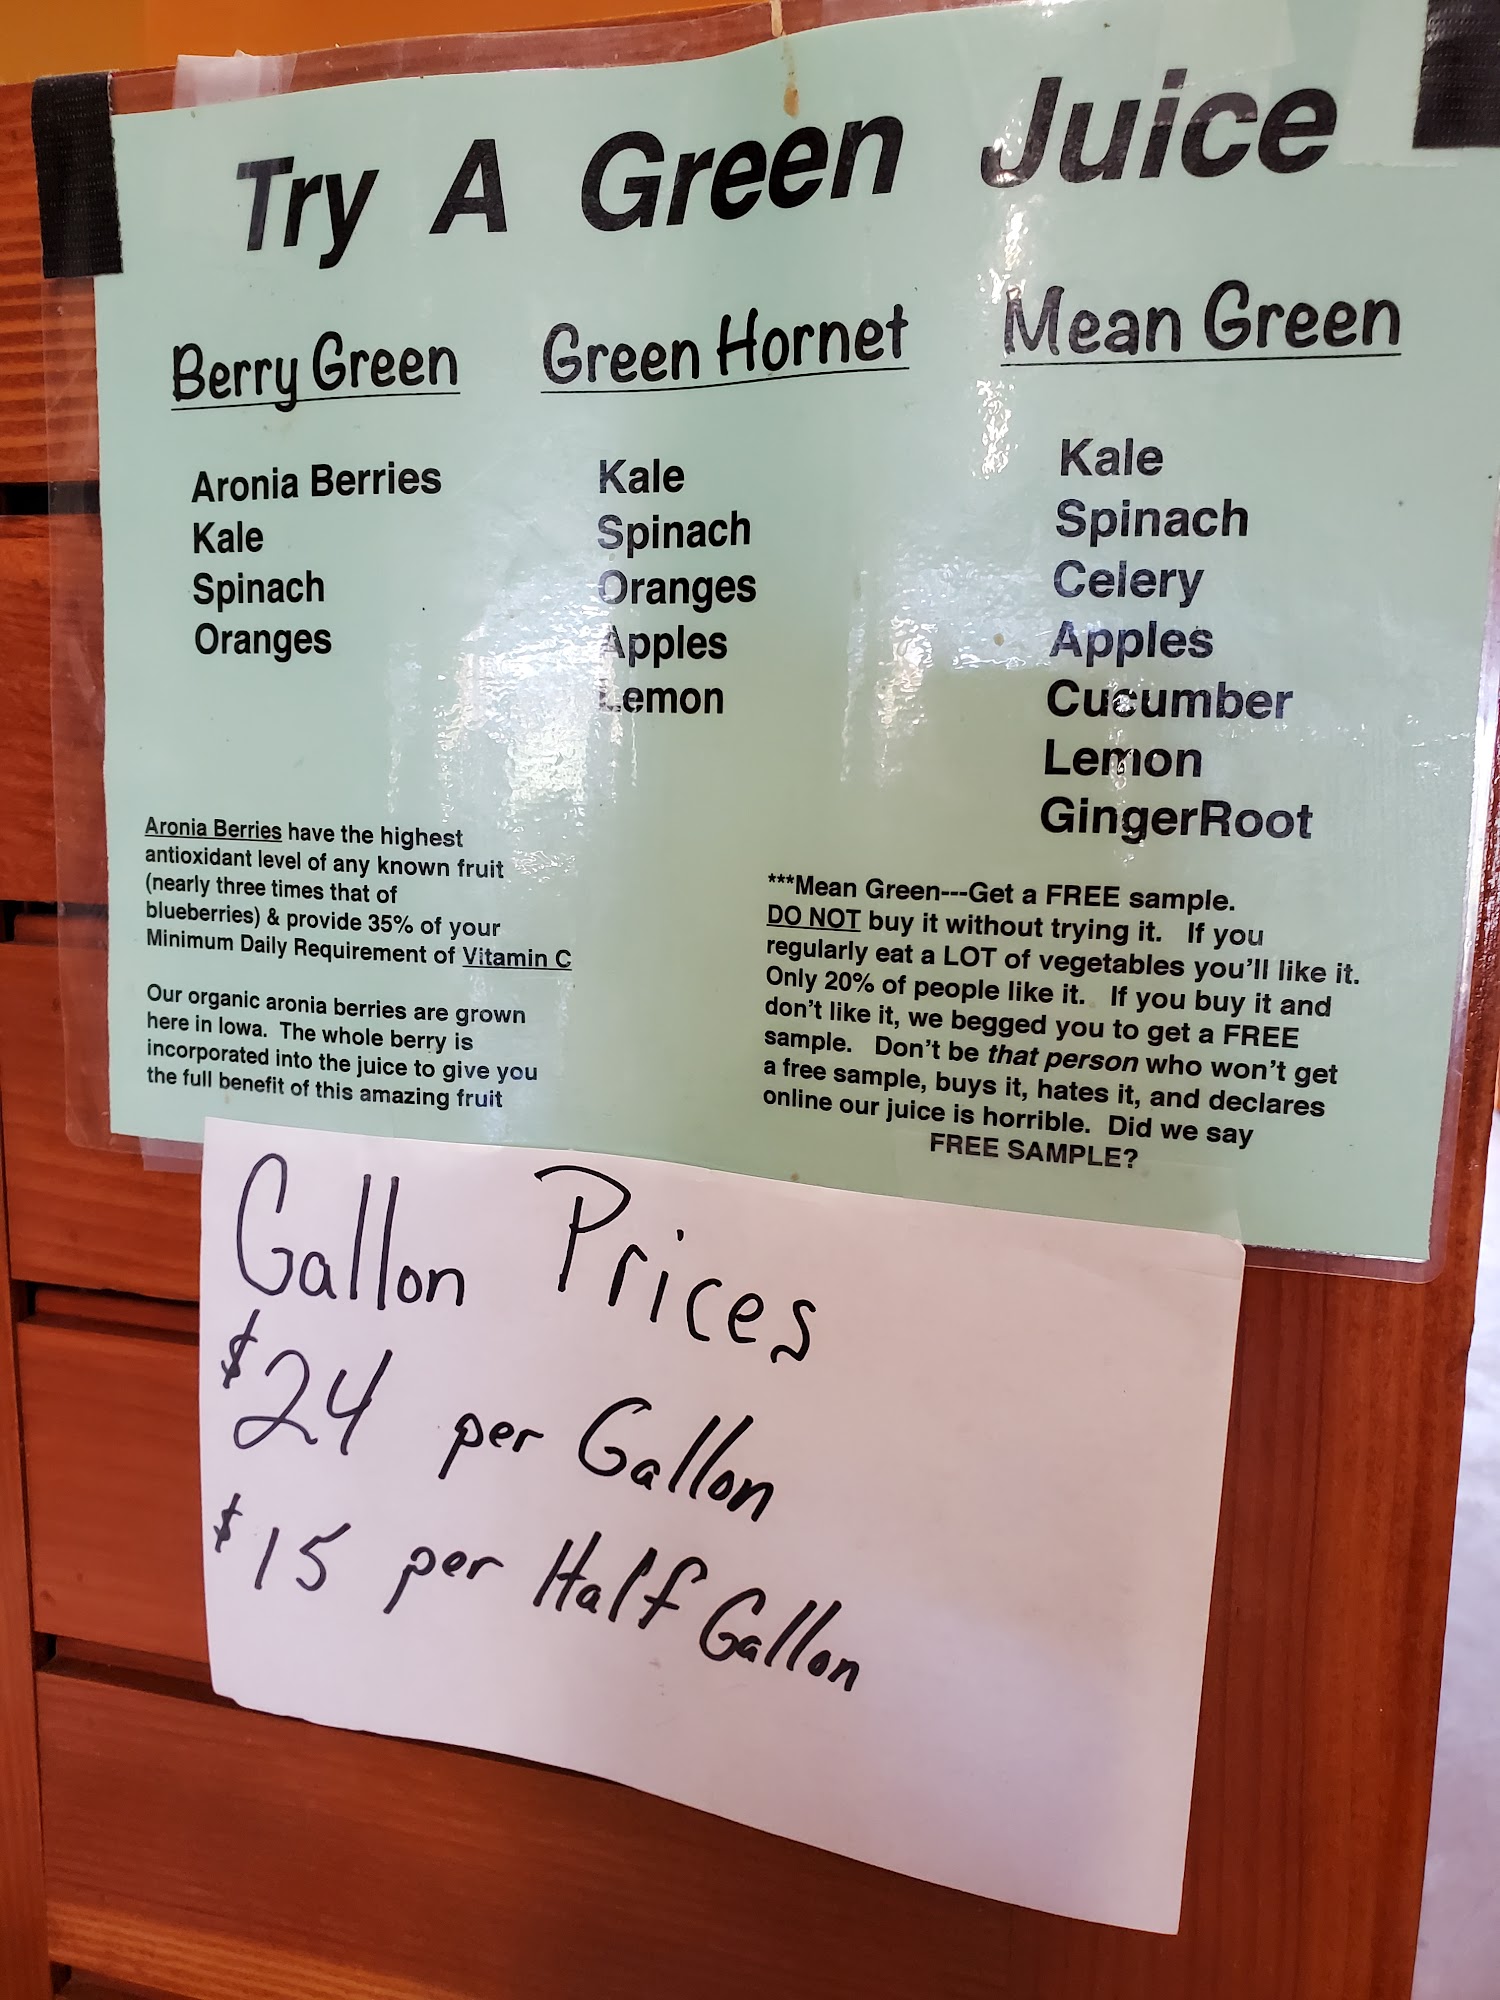 Try A Green Juice
Berry Green
Aronia Berries
Kale
Spinach
Oranges
Green Hornet
Kale
Spinach
Oranges
Apples
Lemon
Mean Green
Kale
Spinach
Celery
Apples
Cucumber
Lemon
GingerRoot
Aronia Berries have the highest
antioxidant level of any known fruit
(nearly three times that of
blueberries) & provide 35% of your
Minimum Daily Requirement of Vitamin C
Our organic aronia berries are grown
here in Iowa. The whole berry is
incorporated into the juice to give you
the full benefit of this amazing fruit
***Mean Green---Get a FREE sample.
DO NOT buy it without trying it. If you
regularly eat a LOT of vegetables you'll like it.
Only 20% of people like it. If you buy it and
don't like it, we begged you to get a FREE
sample. Don't be that person who won't get
a free sample, buys it, hates it, and declares
online our juice is horrible. Did we say
FREE SAMPLE?
Gallon Prices
$24 per Gallon
$15 per Half Gallon